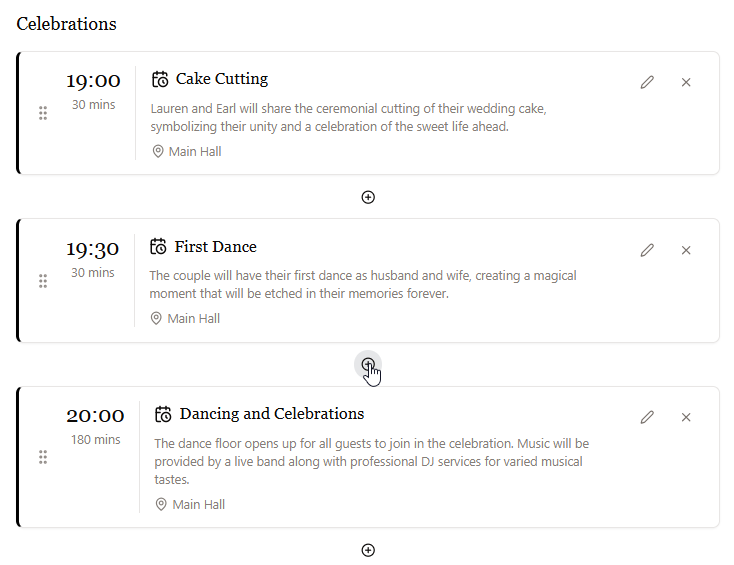 Celebrations
19:00
30 mins
Cake Cutting
Lauren and Earl will share the ceremonial cutting of their wedding cake,
symbolizing their unity and a celebration of the sweet life ahead.
Main Hall
19:30
30 mins
First Dance
The couple will have their first dance as husband and wife, creating a magical
moment that will be etched in their memories forever.
Main Hall
20:00
180 mins
Dancing and Celebrations
The dance floor opens up for all guests to join in the celebration. Music will be
provided by a live band along with professional DJ services for varied musical
tastes.
Main Hall